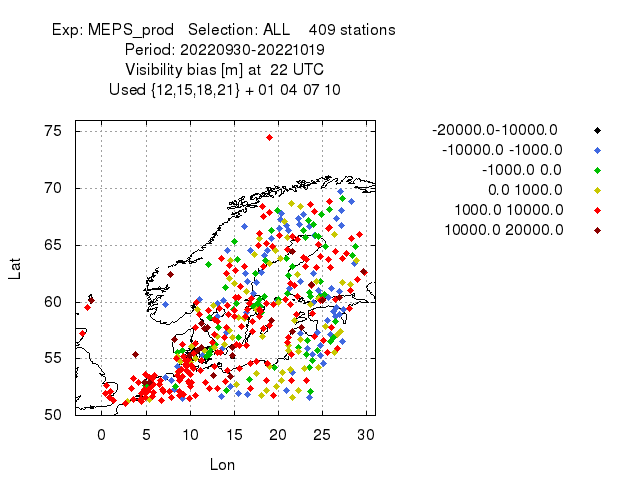 Exp: MEPS_prod   Selection: ALL    409 stations
Period: 20220930-20221019
Visibility bias [m] at  22 UTC
Used {12,15,18,21} + 01 04 07 10
-20000.0-10000.0
-10000.0 -1000.0
-1000.0 0.0
0.0 1000.0
1000.0 10000.0
10000.0 20000.0
75
70
65
60
55
50
Lat
0 5 10 15 20 25 30
Lon